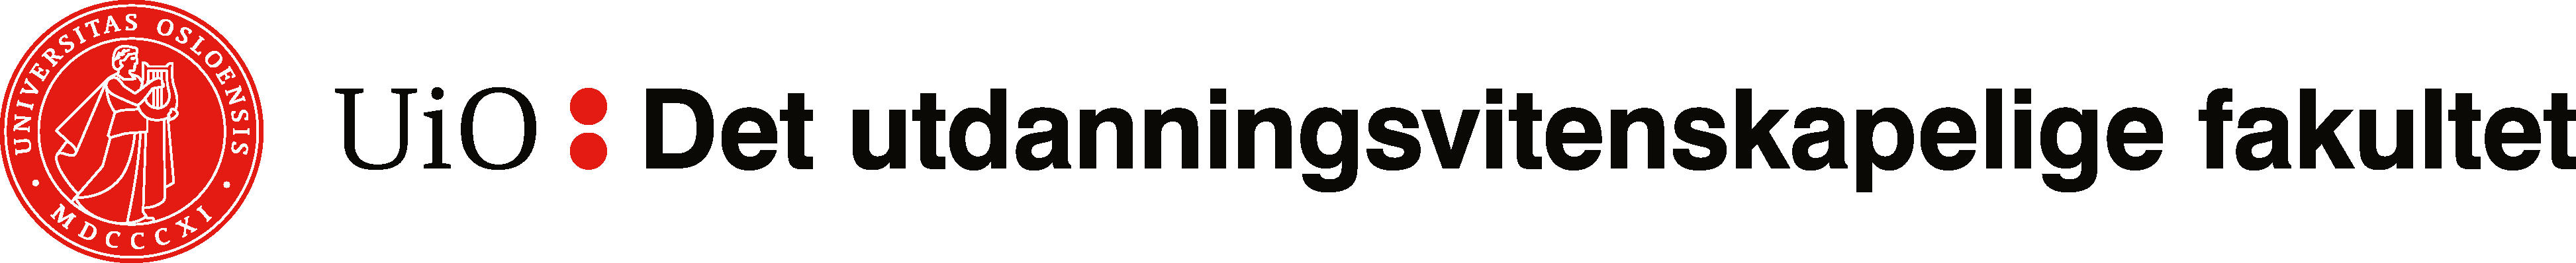 UNIVERSITAS OSLOENSIS
MDCCCXI
UiO : Det utdanningsvitenskapelige fakultet